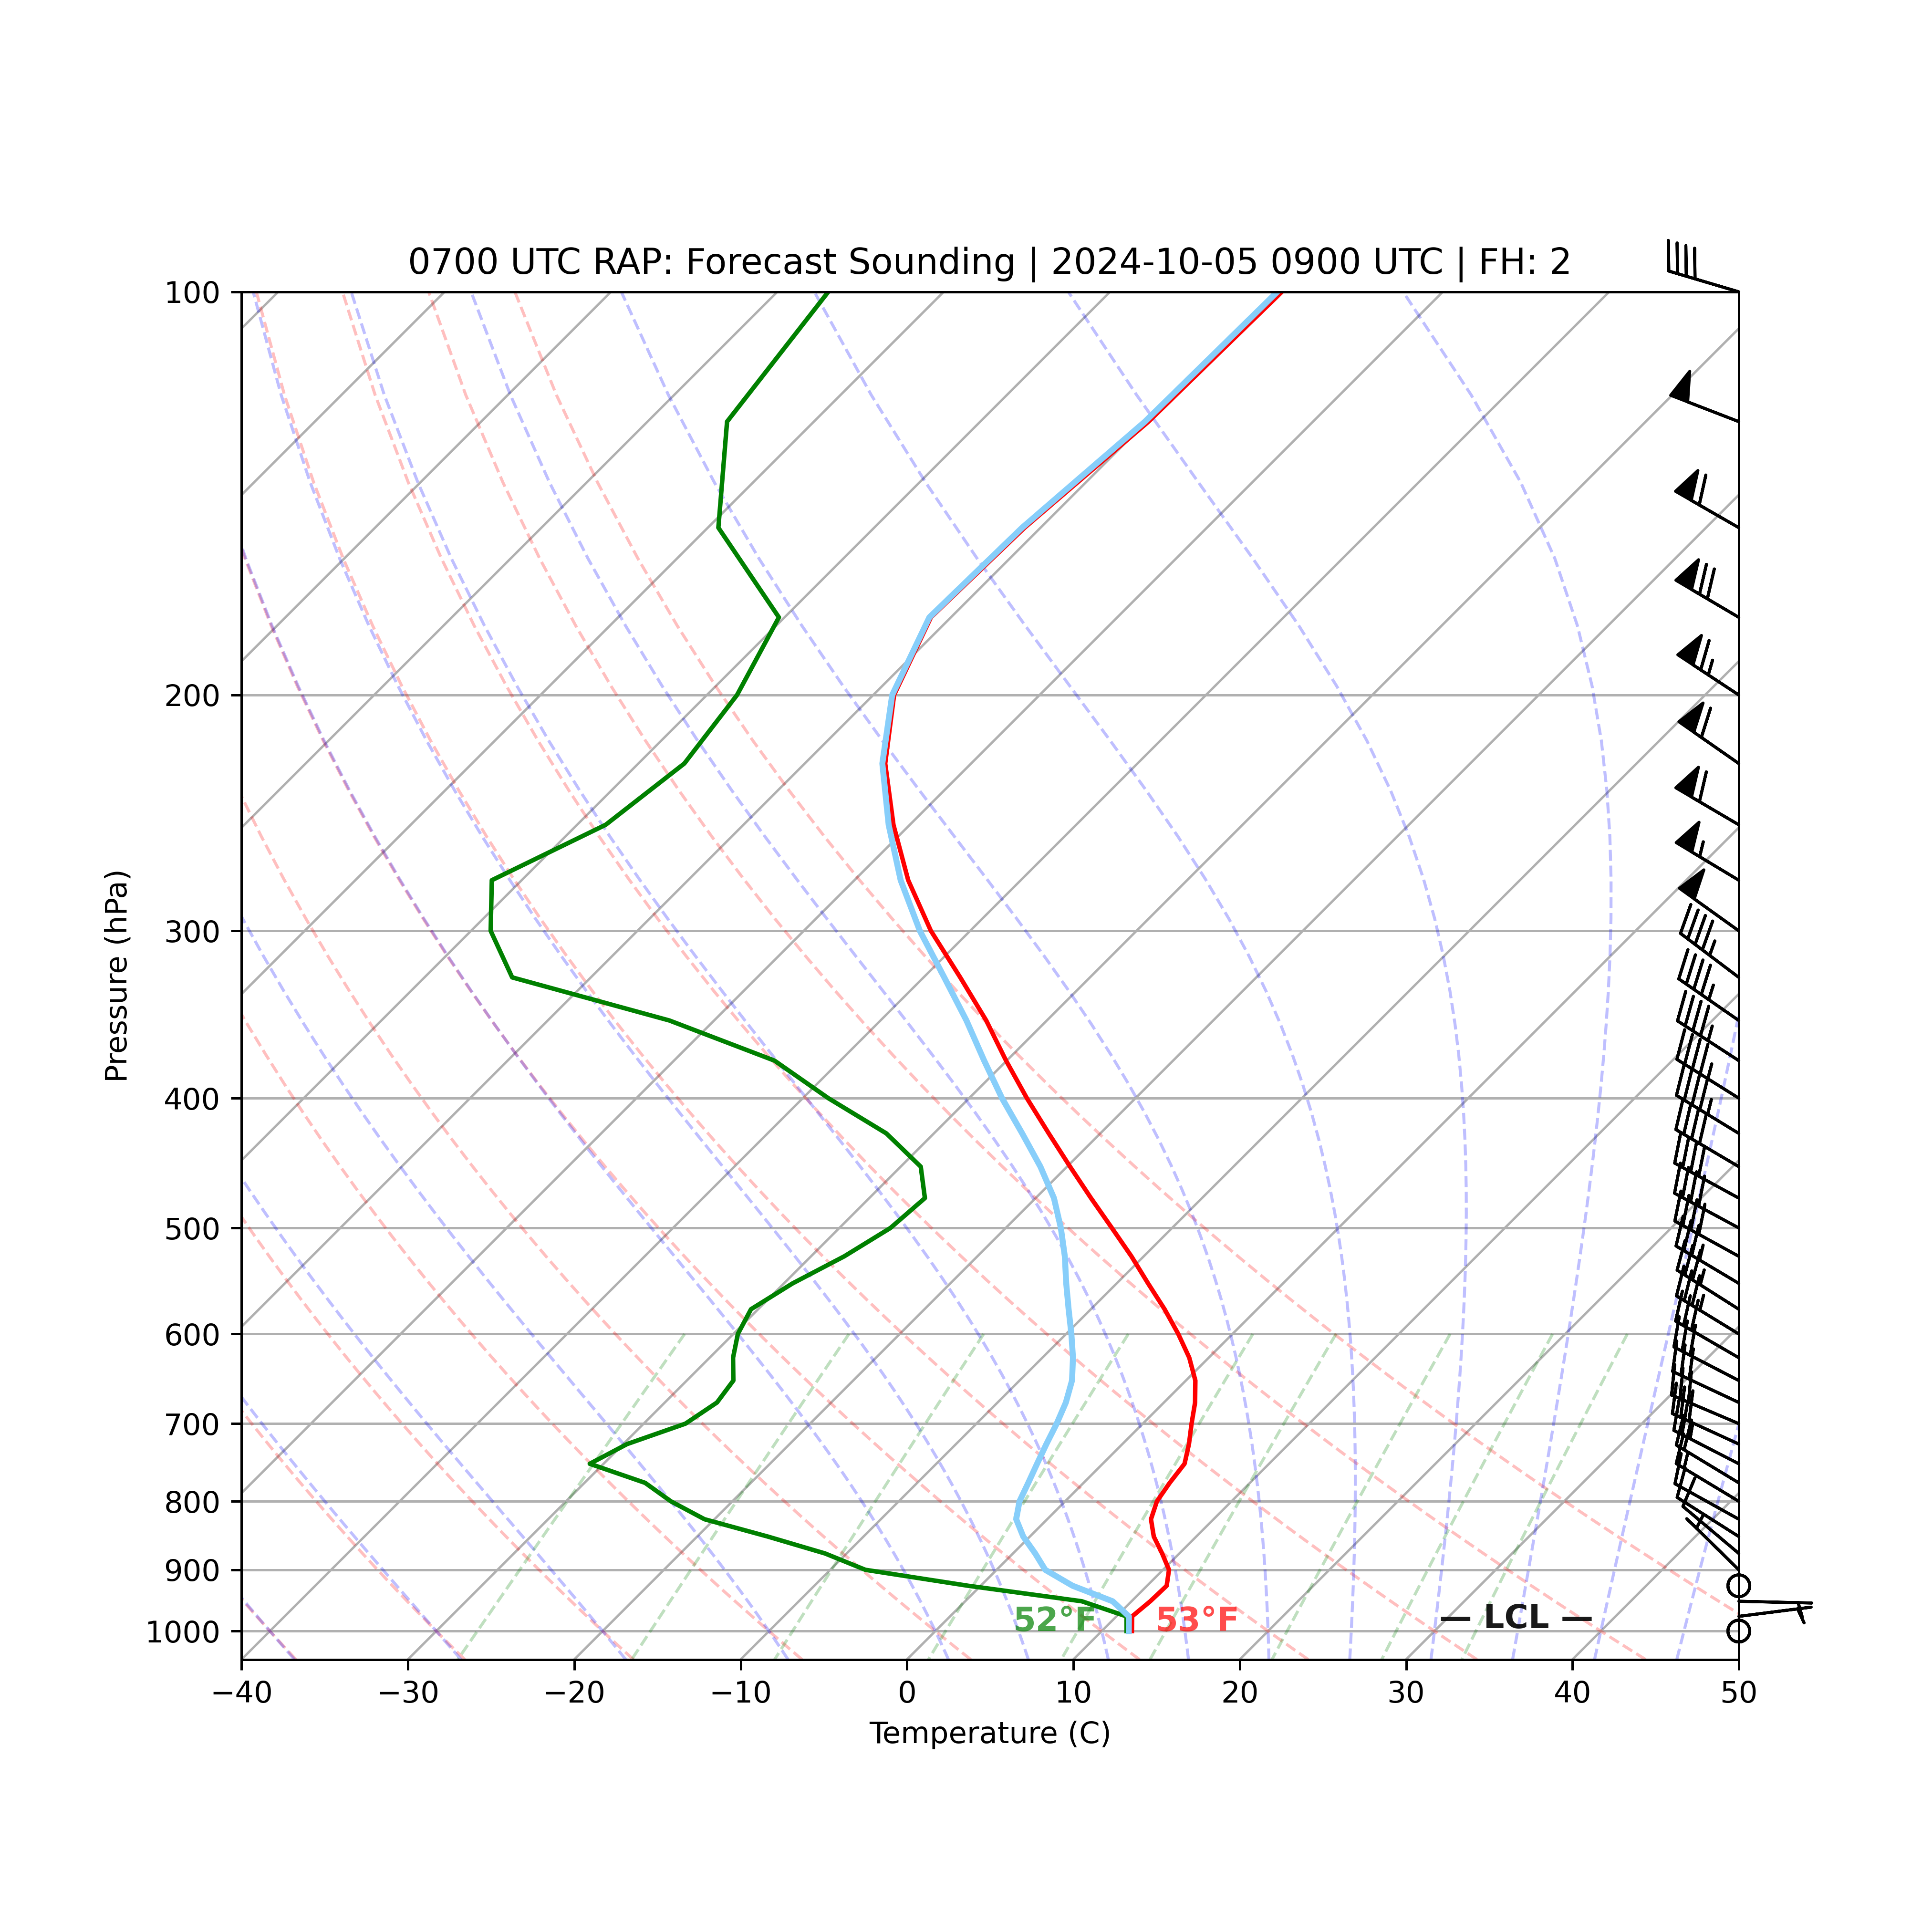 0700 UTC RAP: Forecast Sounding | 2024-10-05 0900 UTC | FH: 2
100
200
300
400
500
600
700
800
900
1000
Pressure (hPa)
52°F 53°F — LCL —
−40 −30 −20 −10 0 10 20 30 40 50
Temperature (C)